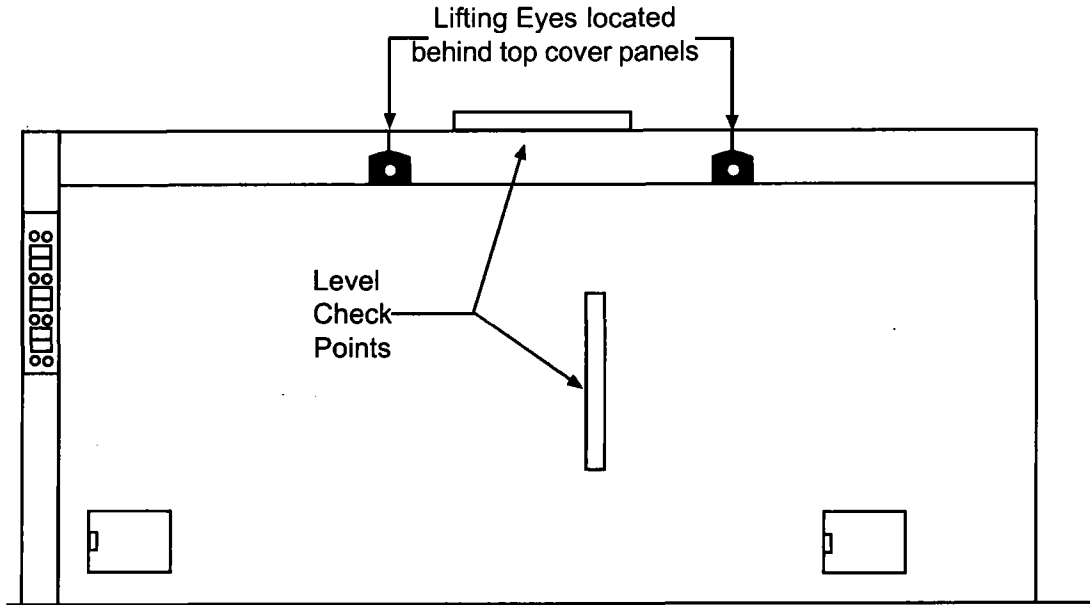 Lifting Eyes located
behind top cover panels
Level
Check
Points